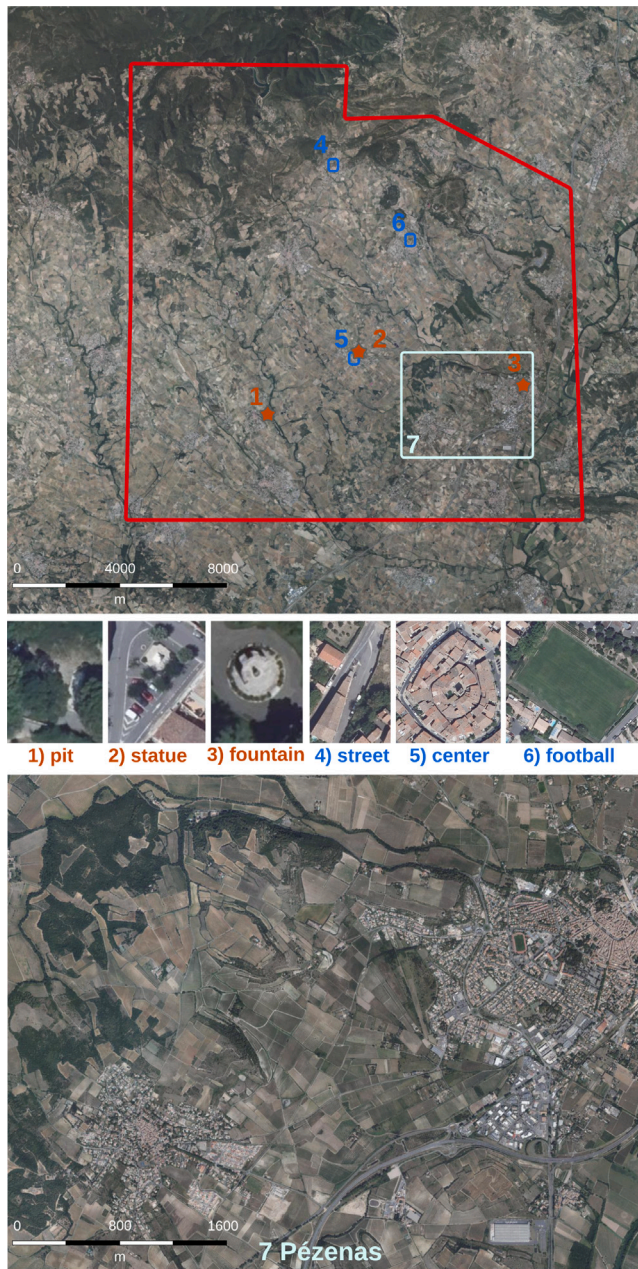 4
6
5 2
1 3
7
0 4000 8000
m
1) pit 2) statue 3) fountain 4) street 5) center 6) football
0 800 1600
m
7 Pézenas